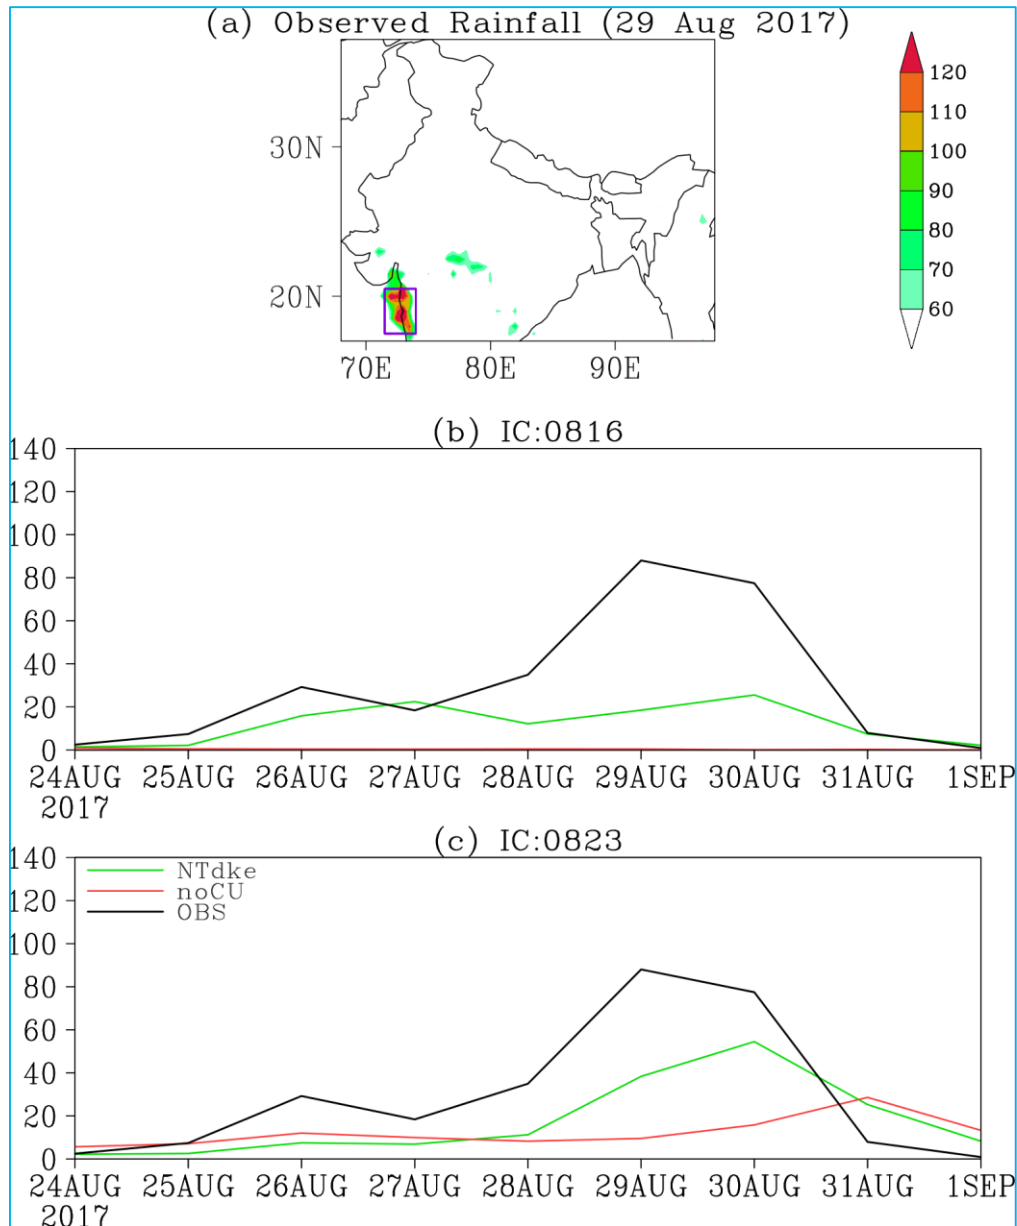 (a) Observed Rainfall (29 Aug 2017)
120
110
100
90
80
70
60
30N
20N
70E 80E 90E
(b) IC:0816
140
120
100
80
60
40
20
0
24AUG 25AUG 26AUG 27AUG 28AUG 29AUG 30AUG 31AUG 1SEP
2017
(c) IC:0823
140
120
100
80
60
40
20
0
NTdke
noCU
OBS
24AUG 25AUG 26AUG 27AUG 28AUG 29AUG 30AUG 31AUG 1SEP
2017